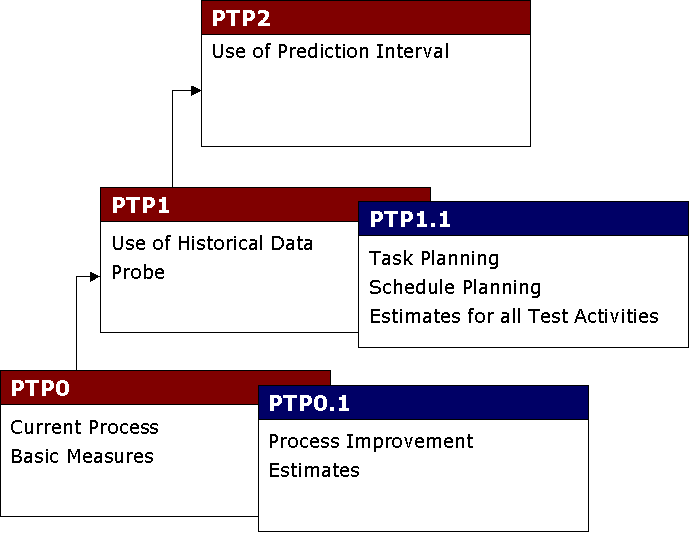 PTP2
Use of Prediction Interval
PTP1
Use of Historical Data
Probe
PTP1.1
Task Planning
Schedule Planning
Estimates for all Test Activities
PTP0
Current Process
Basic Measures
PTP0.1
Process Improvement
Estimates